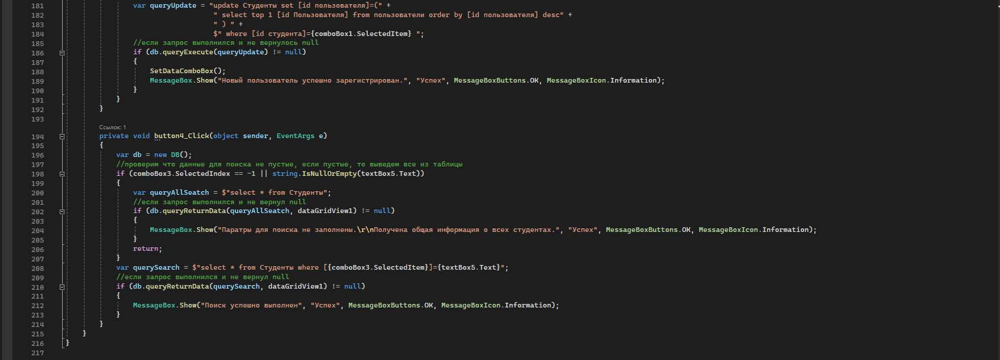 181 var queryUpdate = "update Студенты set [id пользователя]=(" +
182 " select top 1 [id Пользователя] from пользователи order by [id пользователя] desc" +
183 " ) " +
184 $" where [id студента]={comboBox1.SelectedItem} ";
185 //если запрос выполнился и не вернулось null
186 if (db.queryExecute(queryUpdate) != null)
187 {
188 SetDataComboBox();
189 MessageBox.Show("Новый пользователь успешно зарегистрирован.", "Успех", MessageBoxButtons.OK, MessageBoxIcon.Information);
190 }
191 }
192 }
193
Ссылок: 1
194 private void button4_Click(object sender, EventArgs e)
195 {
196 var db = new DB();
197 //проверим что данные для поиска не пустые, если пустые, то выведем все из таблицы
198 if (comboBox3.SelectedIndex == -1 || string.IsNullOrEmpty(textBox5.Text))
199 {
200 var queryAllSeatch = $"select * from Студенты";
201 //если запрос выполнился и не вернул null
202 if (db.queryReturnData(queryAllSeatch, dataGridView1) != null)
203 {
204 MessageBox.Show("Паратры для поиска не заполнены.\r\nПолучена общая информация о всех студентах.", "Успех", MessageBoxButtons.OK, MessageBoxIcon.Information);
205 }
206 return;
207 }
208 var querySearch = $"select * from Студенты where [{comboBox3.SelectedItem}]={textBox5.Text}";
209 //если запрос выполнился и не вернул null
210 if (db.queryReturnData(querySearch, dataGridView1) != null)
211 {
212 MessageBox.Show("Поиск успешно выполнен", "Успех", MessageBoxButtons.OK, MessageBoxIcon.Information);
213 }
214 }
215 }
216 }
217